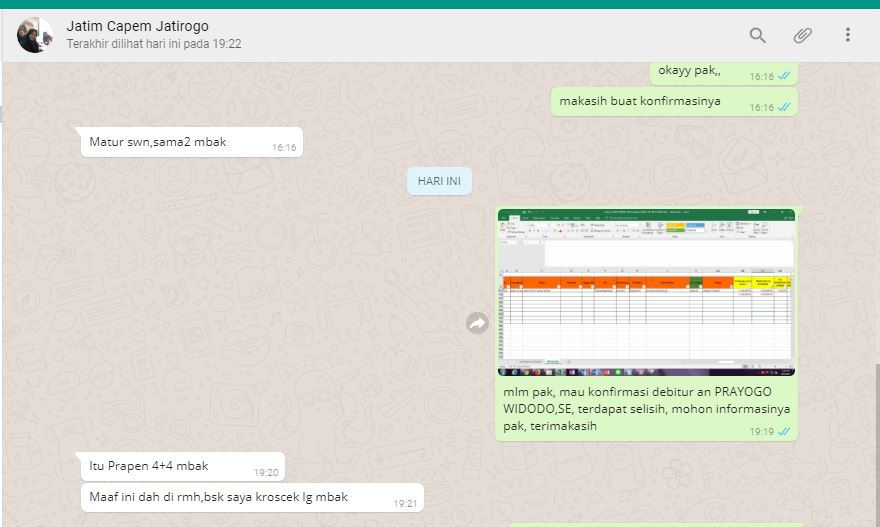 Jatim Capem Jatirogo
Terakhir dilihat hari ini pada 19:22
okayy pak,,
16:16
makasih buat konfirmasinya
16:16
Matur swn,sama2 mbak
16:16
HARI INI
mlm pak, mau konfirmasi debitur an PRAYOGO
WIDODO,SE, terdapat selisih, mohon informasinya
pak, terimakasih
19:19
Itu Prapen 4+4 mbak
19:20
Maaf ini dah di rmh,bsk saya kroscek lg mbak
19:21